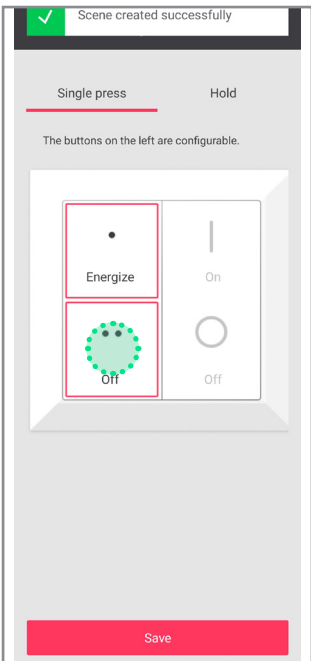 Scene created successfully
Single press Hold
The buttons on the left are configurable.
Energize On
Off Off
Save